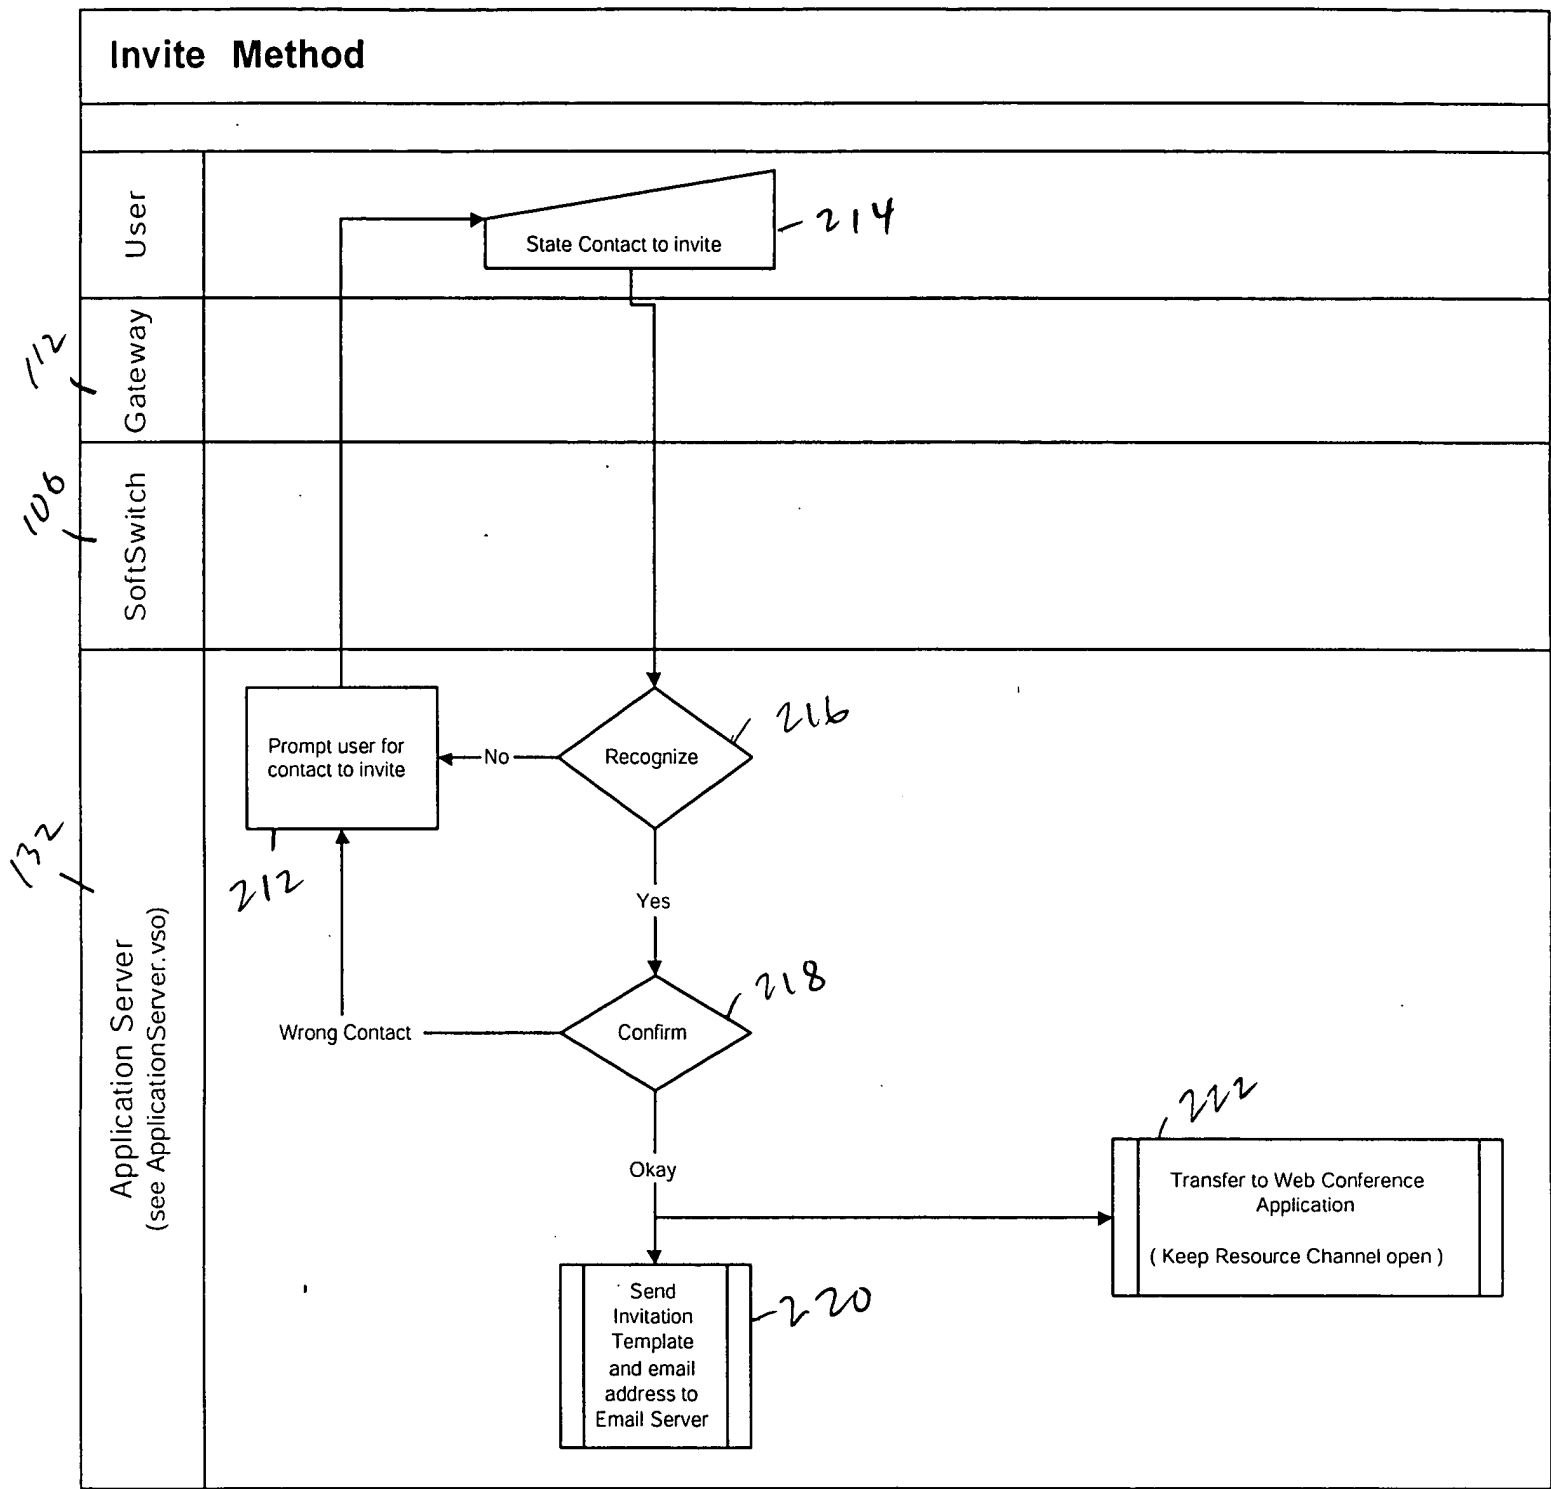 Invite Method
User
State Contact to invite
214
112
Gateway
106
SoftSwitch
132
Application Server
(see ApplicationServer.vso)
Prompt user for
contact to invite
212
No
Recognize
216
Yes
Wrong Contact
Confirm
218
Okay
222
Transfer to Web Conference
Application
( Keep Resource Channel open )
Send
Invitation
Template
and email
address to
Email Server
220